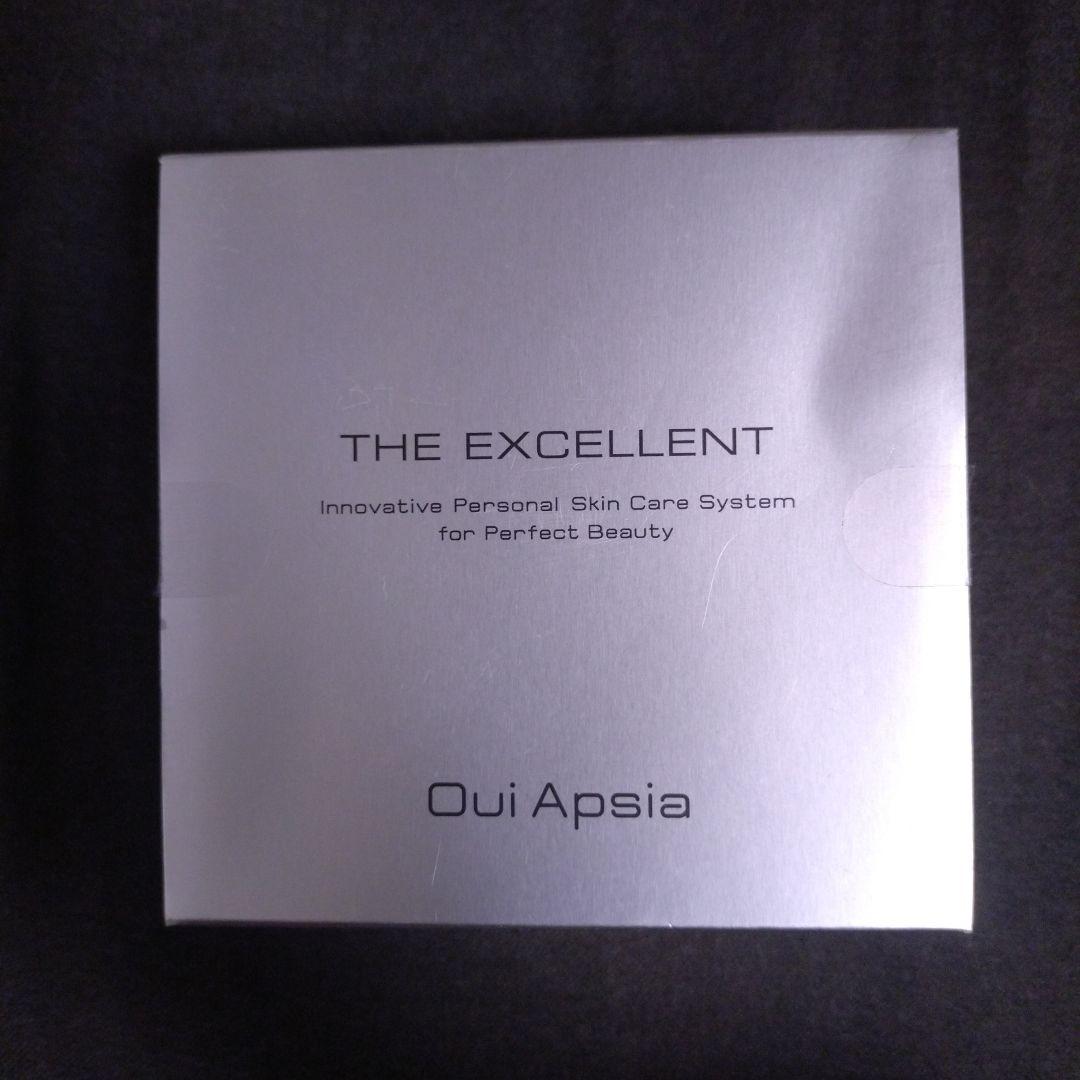 THE EXCELLENT
Innovative Personal Skin Care System
for Perfect Beauty
Oui Apsia